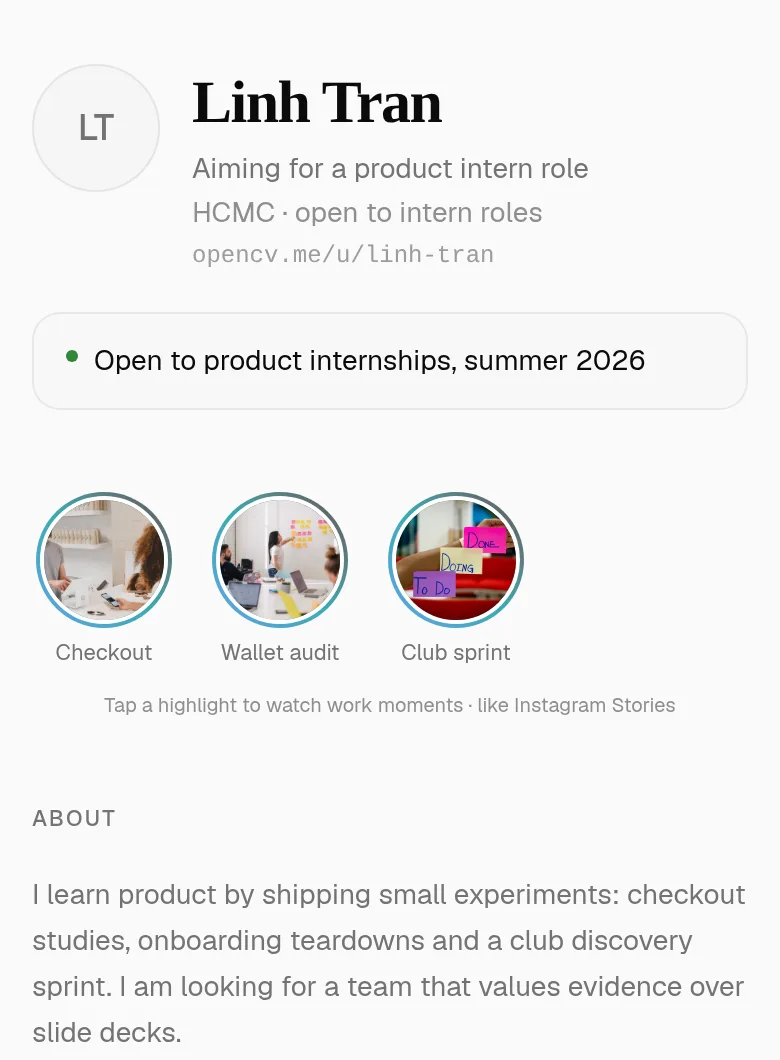 LT
Linh Tran
Aiming for a product intern role
HCMC · open to intern roles
opencv.me/u/linh-tran
Open to product internships, summer 2026
DONE
DOING
To Do
Checkout
Wallet audit
Club sprint
Tap a highlight to watch work moments · like Instagram Stories
ABOUT
I learn product by shipping small experiments: checkout
studies, onboarding teardowns and a club discovery
sprint. I am looking for a team that values evidence over
slide decks.